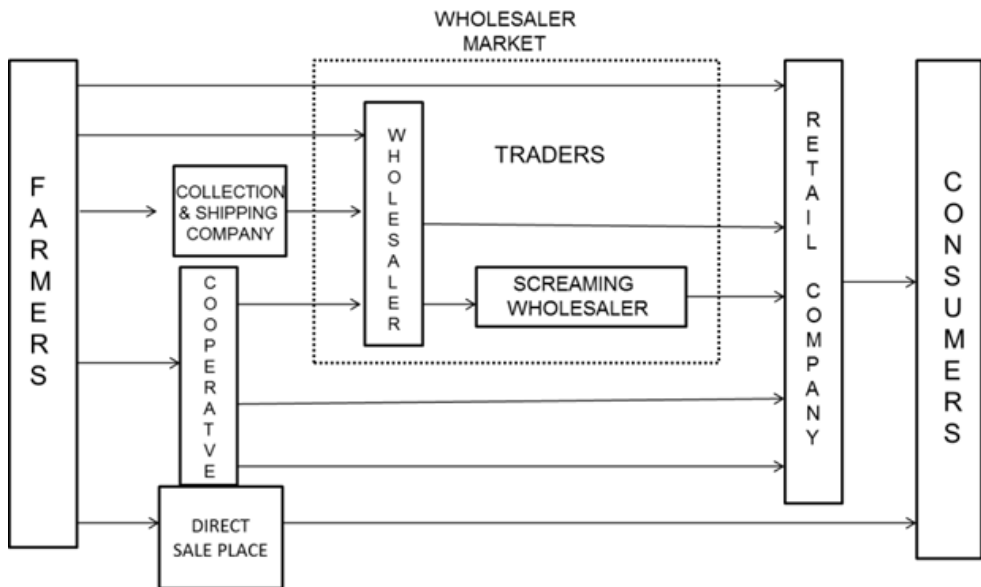 WHOLESALER
MARKET
FARMERS
COLLECTION
& SHIPPING
COMPANY
COOPERATVE
WHOLESALER
TRADERS
SCREAMING
WHOLESALER
RETAIL COMPANY
CONSUMERS
DIRECT
SALE PLACE